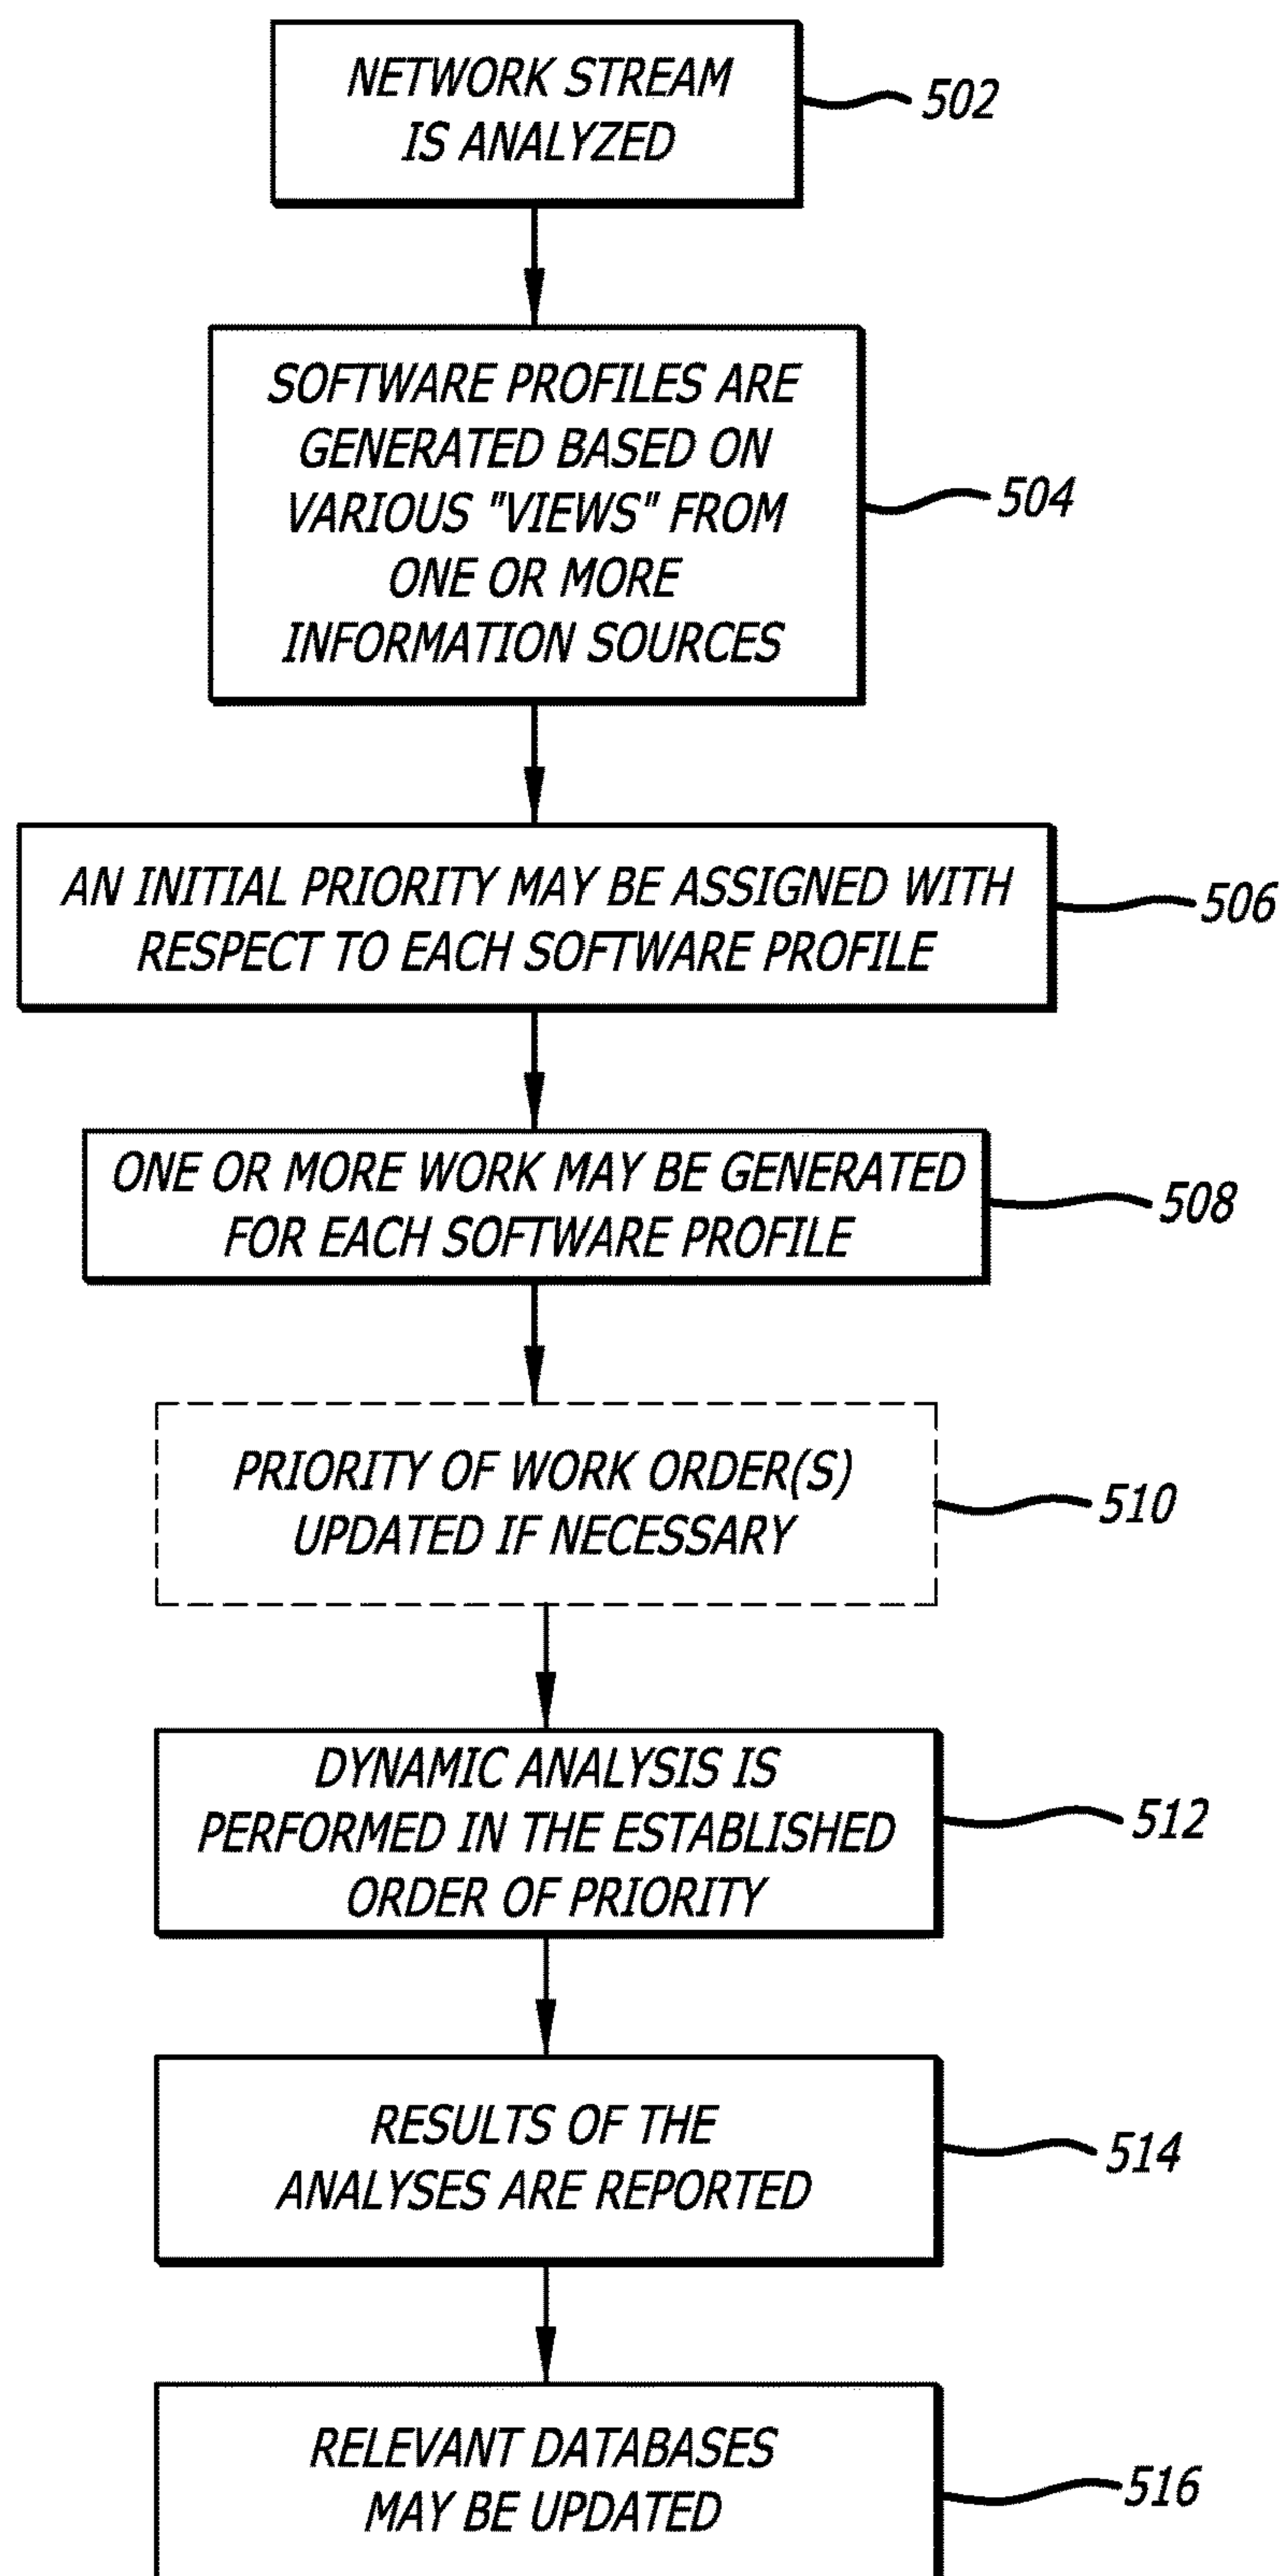 NETWORK STREAM
IS ANALYZED
502
SOFTWARE PROFILES ARE
GENERATED BASED ON
VARIOUS "VIEWS" FROM
ONE OR MORE
INFORMATION SOURCES
504
AN INITIAL PRIORITY MAY BE ASSIGNED WITH
RESPECT TO EACH SOFTWARE PROFILE
506
ONE OR MORE WORK MAY BE GENERATED
FOR EACH SOFTWARE PROFILE
508
PRIORITY OF WORK ORDER(S)
UPDATED IF NECESSARY
510
DYNAMIC ANALYSIS IS
PERFORMED IN THE ESTABLISHED
ORDER OF PRIORITY
512
RESULTS OF THE
ANALYSES ARE REPORTED
514
RELEVANT DATABASES
MAY BE UPDATED
516